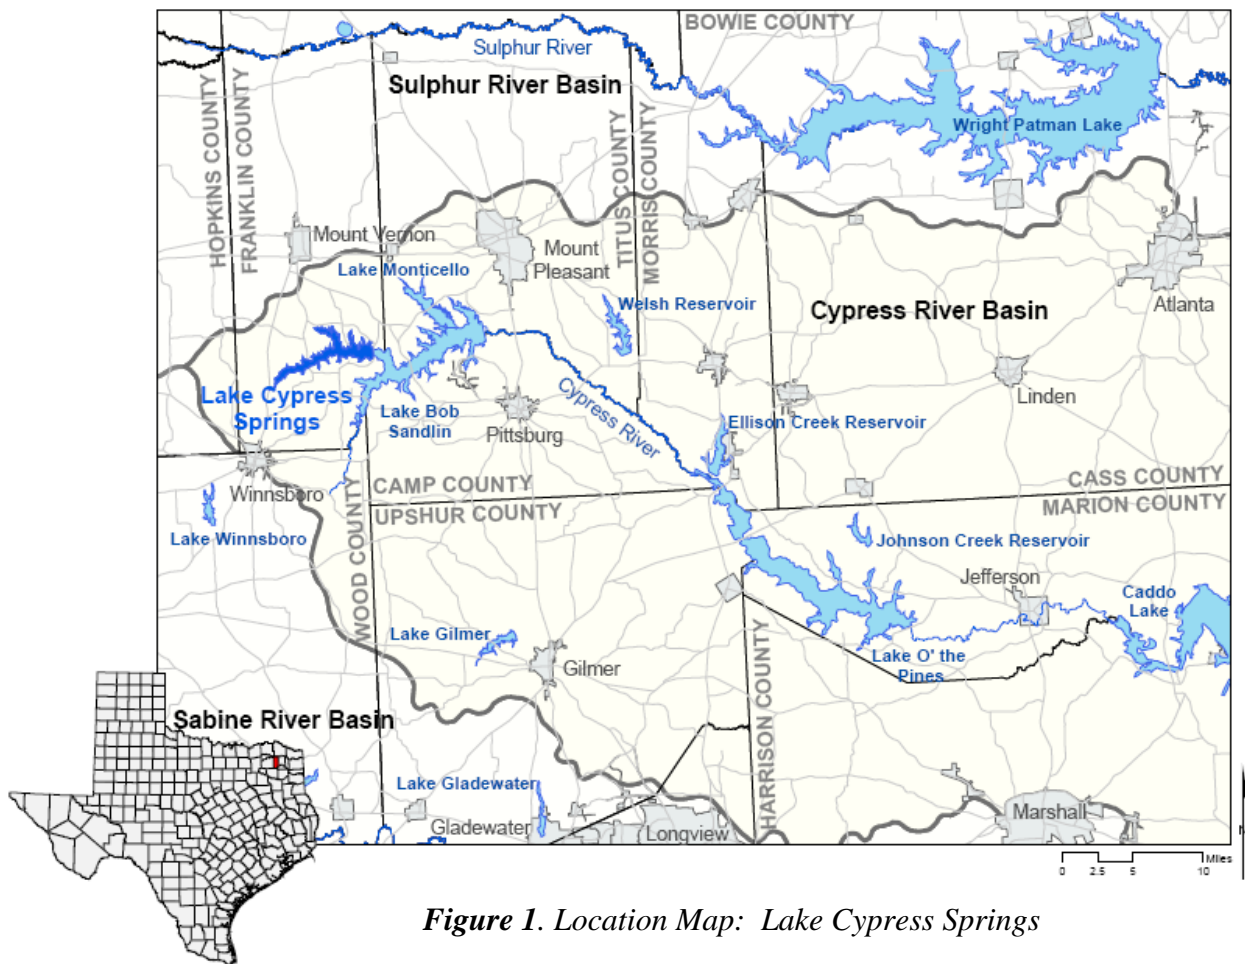 BOWIE COUNTY
Sulphur River
Sulphur River Basin
HOPKINS COUNTY
FRANKLIN COUNTY
TITUS COUNTY
MORRIS COUNTY
Wright Patman Lake
Mount Vernon
Mount
Pleasant
Lake Monticello
Welsh Reservoir
Cypress River Basin
Atlanta
Lake Cypress
Springs
Lake Bob
Sandlin
Pittsburg
Cypress River
Ellison Creek Reservoir
Linden
Winnsboro
Lake Winnsboro
WOOD COUNTY
CAMP COUNTY
UPSHUR COUNTY
CASS COUNTY
MARION COUNTY
Johnson Creek Reservoir
Jefferson
Caddo
Lake
Lake Gilmer
Gilmer
Lake O' the
Pines
HARRISON COUNTY
Sabine River Basin
Lake Gladewater
Gladewater
Longview
Marshall
Miles
0 2.5 5 10
Figure 1. Location Map: Lake Cypress Springs